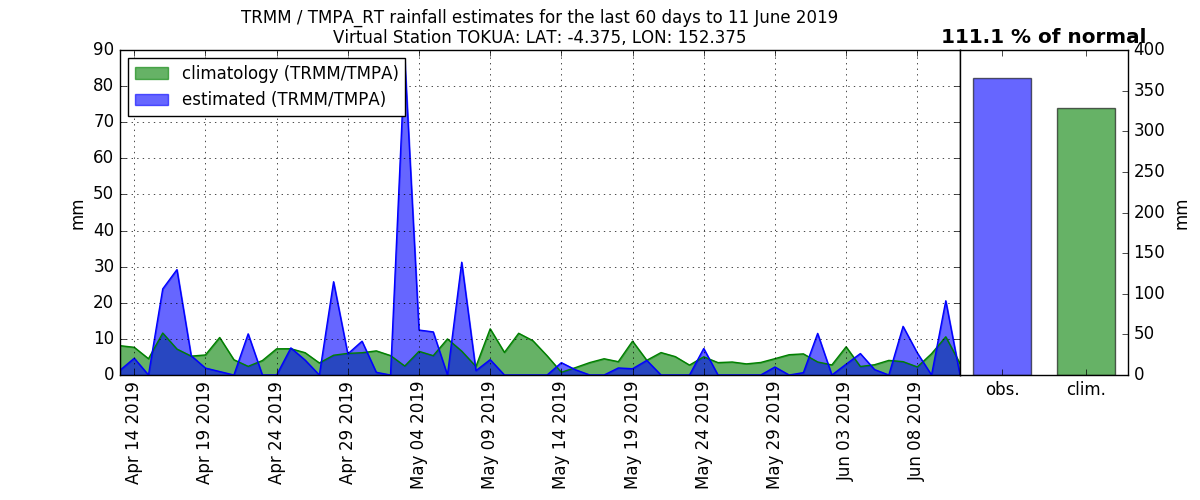 TRMM / TMPA_RT rainfall estimates for the last 60 days to 11 June 2019
Virtual Station TOKUA: LAT: -4.375, LON: 152.375
111.1 % of normal
climatology (TRMM/TMPA)
estimated (TRMM/TMPA)
mm
90
80
70
60
50
40
30
20
10
0
Apr 14 2019
Apr 19 2019
Apr 24 2019
Apr 29 2019
May 04 2019
May 09 2019
May 14 2019
May 19 2019
May 24 2019
May 29 2019
Jun 03 2019
Jun 08 2019
obs.
clim.
400
350
300
250
200
150
100
50
0
mm